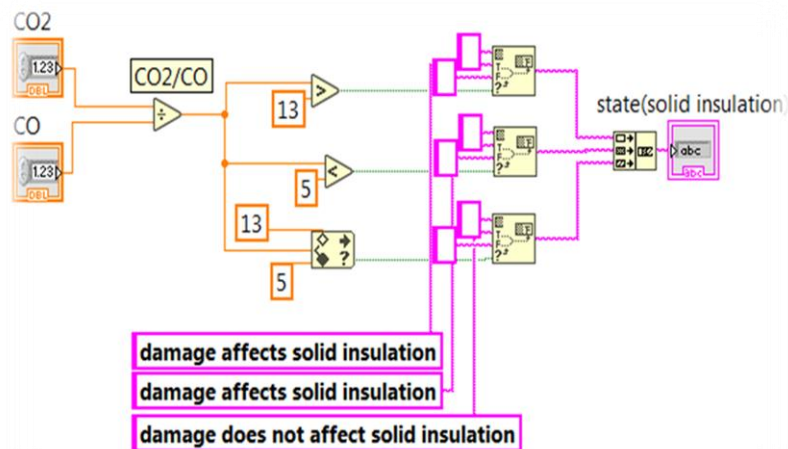 CO2
1.23
DBL
CO2/CO
÷
>
13
state(solid insulation)
CO
1.23
DBL
<
5
abc
abc
13
?
5
damage affects solid insulation
damage affects solid insulation
damage does not affect solid insulation